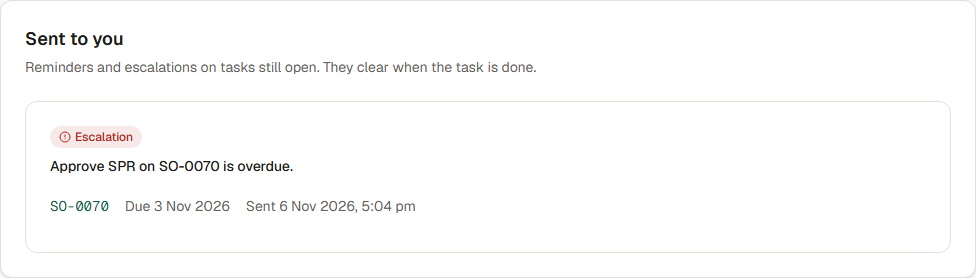 Sent to you
Reminders and escalations on tasks still open. They clear when the task is done.
Escalation
Approve SPR on SO-0070 is overdue.
SO-0070 Due 3 Nov 2026 Sent 6 Nov 2026, 5:04 pm